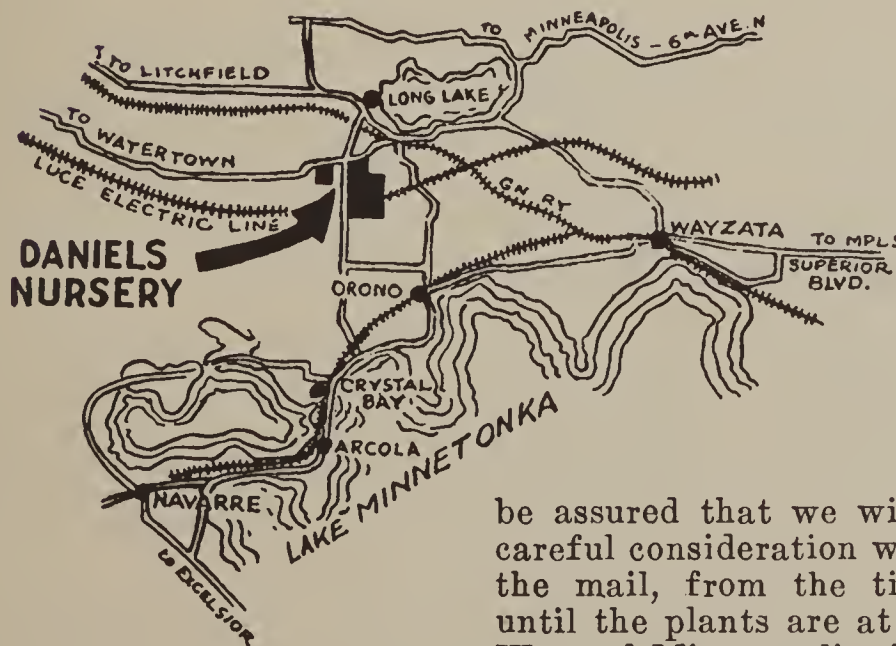 TO MINNEAPOLIS - 6TH AVE. N
TO LITCHFIELD
LONG LAKE
TO WATERTOWN
LUCE ELECTRIC LINE
GN RY
WAYZATA
TO MPLS
SUPERIOR
BLVD.
DANIELS
NURSERY
ORONO
CRYSTAL
BAY
ARCOLA
LAKE MINNETONKA
NAVARRE
to EXCELSIOR
be assured that we wi
careful consideration w
the mail, from the ti
until the plants are at